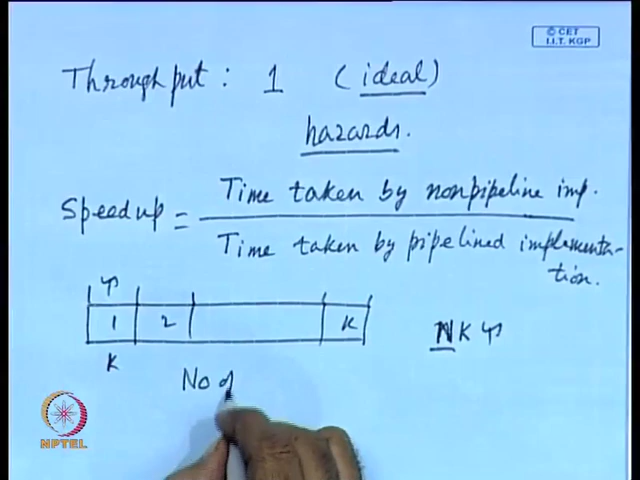 © CET
I.I.T. KGP
Throughput : 1 (ideal)
hazards.
Speedup = Time taken by nonpipeline imp.
Time taken by pipelined implementa-
tion.
1 2 K
K
NK
No of
NPTEL